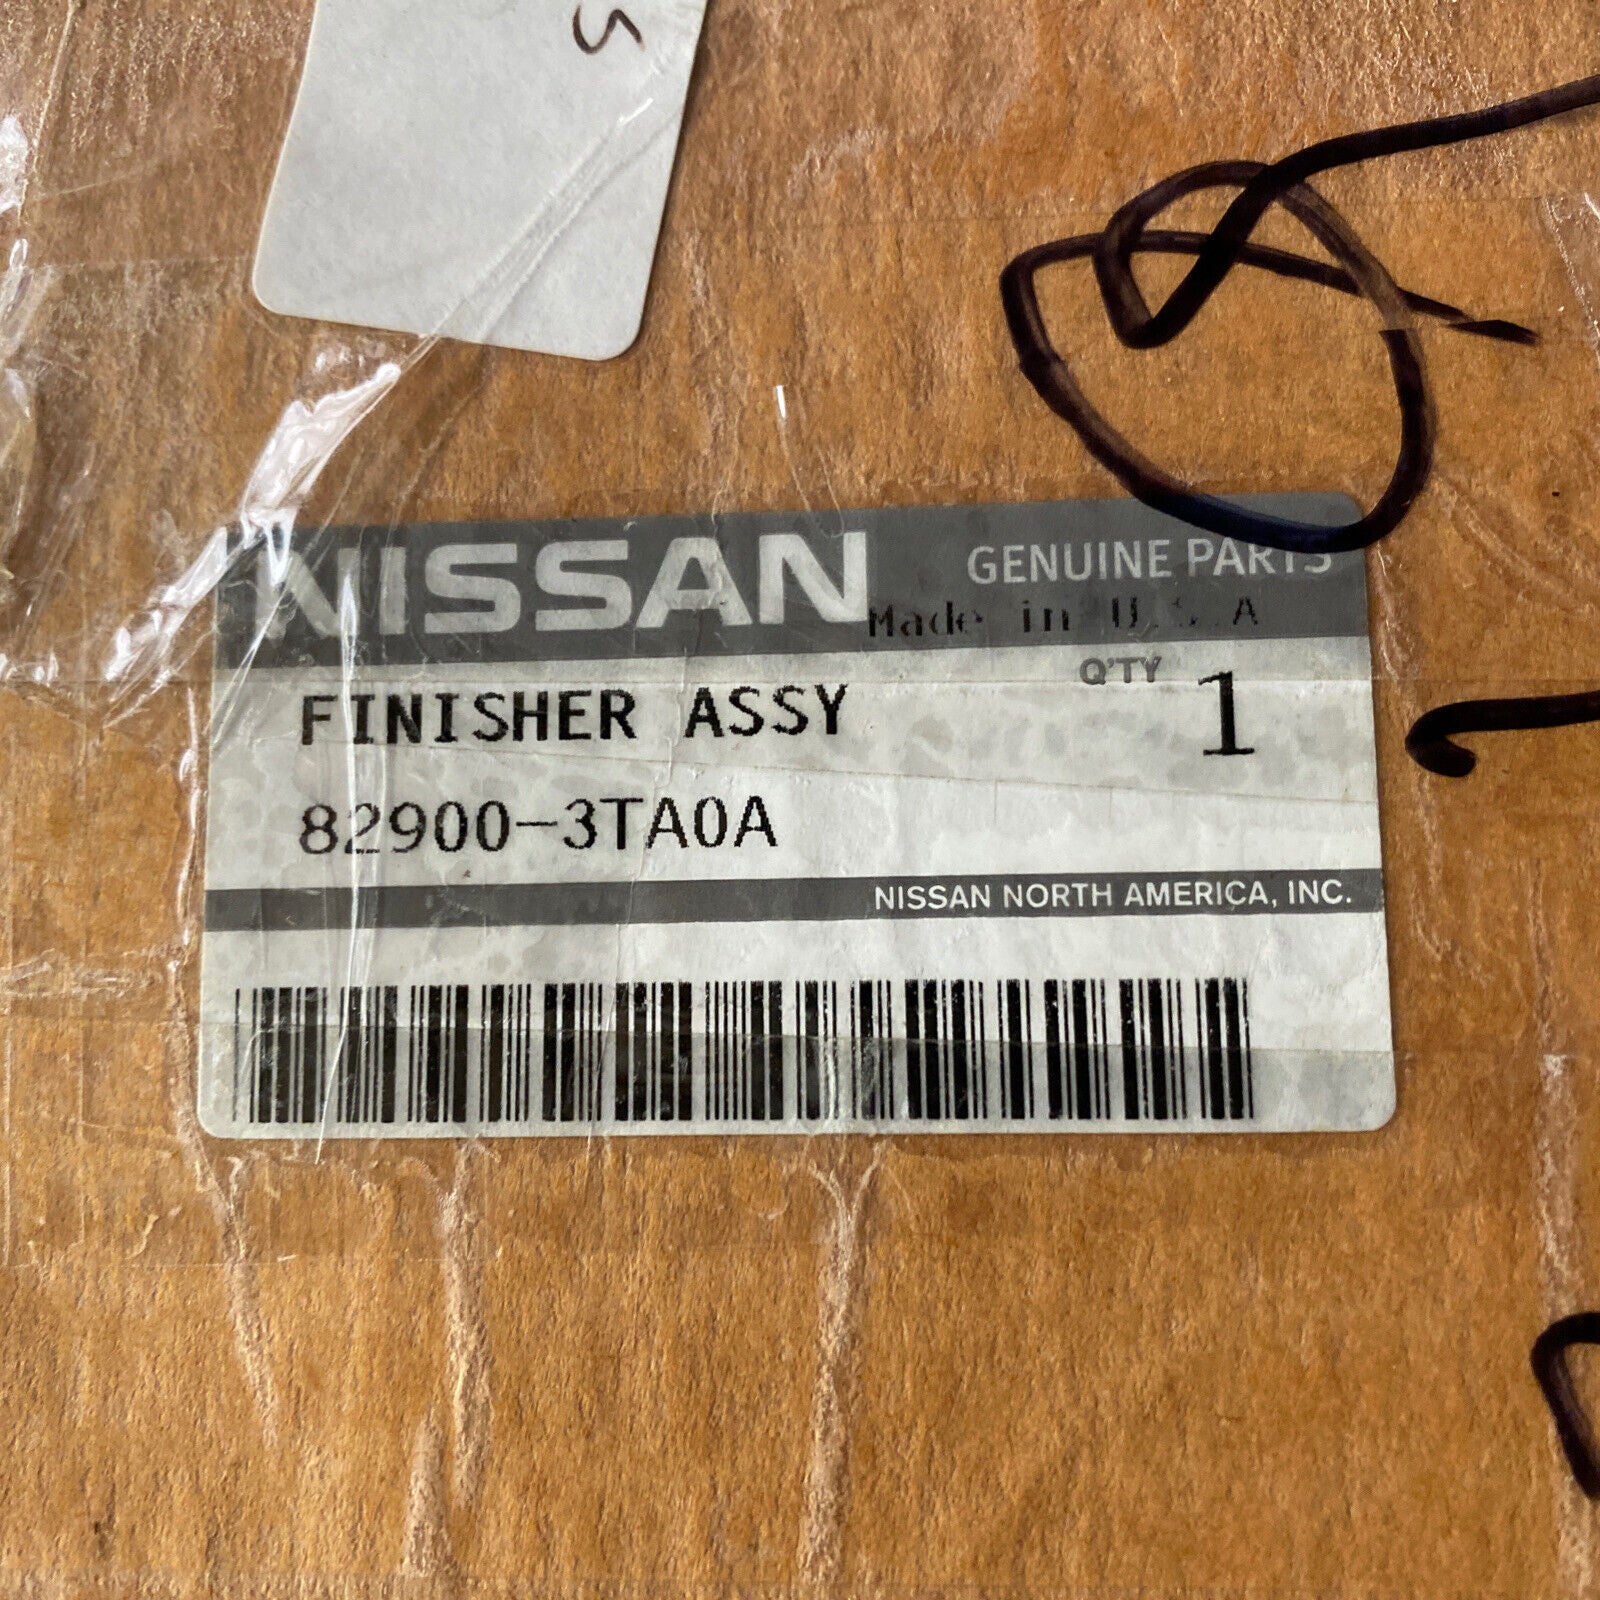 S
NISSAN GENUINE PARTS
Made in U.S.A
Q'TY 1
FINISHER ASSY
82900-3TA0A
NISSAN NORTH AMERICA, INC.